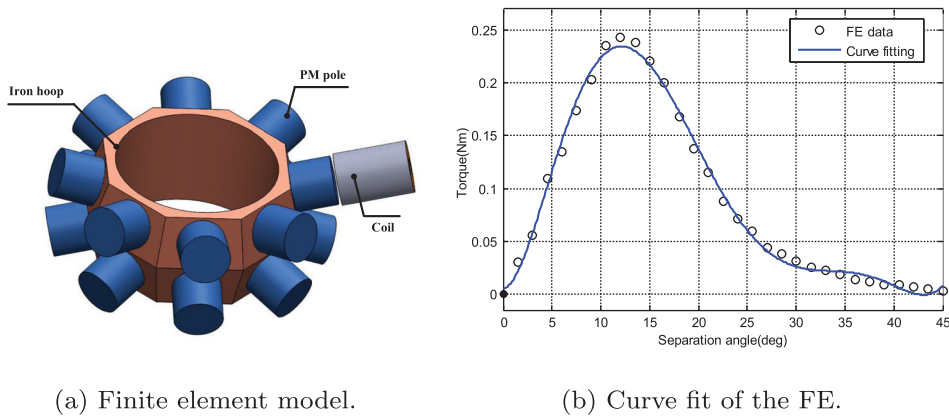 PM pole
Iron hoop
Coil
(a) Finite element model.
0.25
0.2
0.15
0.1
0.05
0
Torque(Nm)
FE data
Curve fitting
0 5 10 15 20 25 30 35 40 45
Separation angle(deg)
(b) Curve fit of the FE.